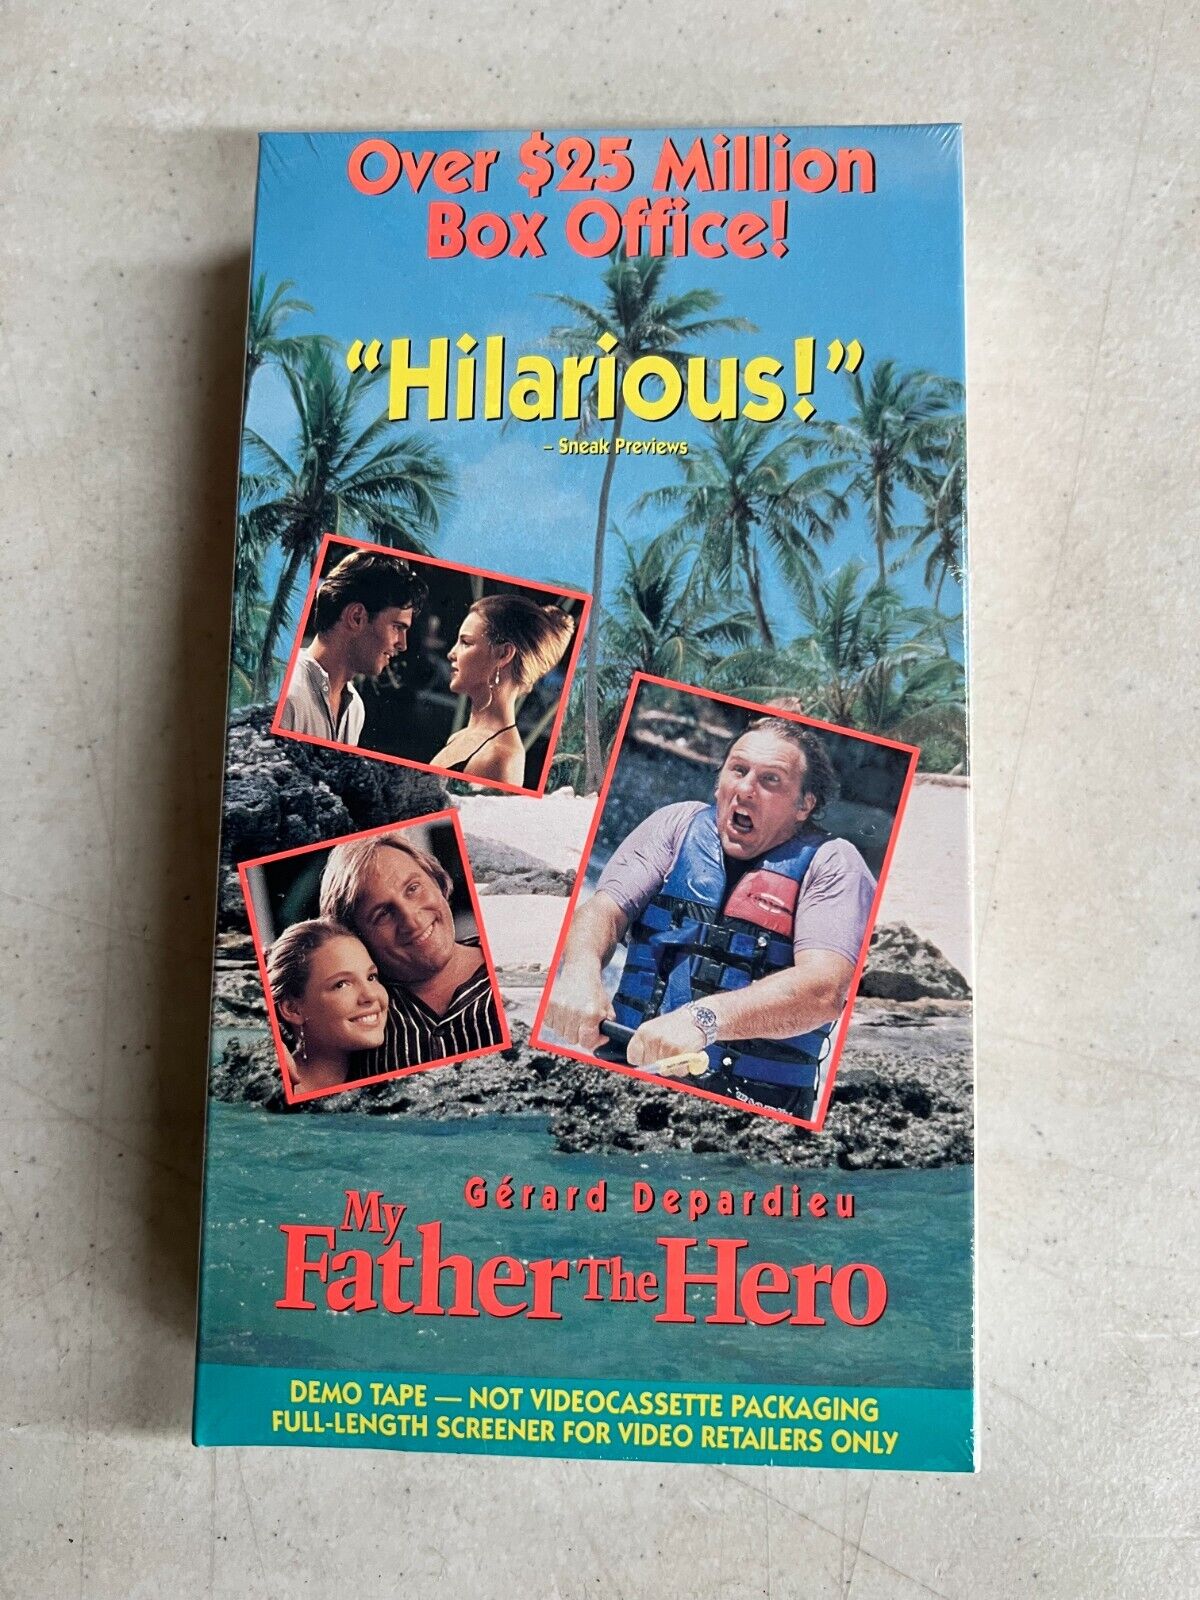 Over $25 Million
Box Office!
“Hilarious!”
– Sneak Previews
Gérard Depardieu
My
Father The Hero
DEMO TAPE — NOT VIDEOCASSETTE PACKAGING
FULL-LENGTH SCREENER FOR VIDEO RETAILERS ONLY